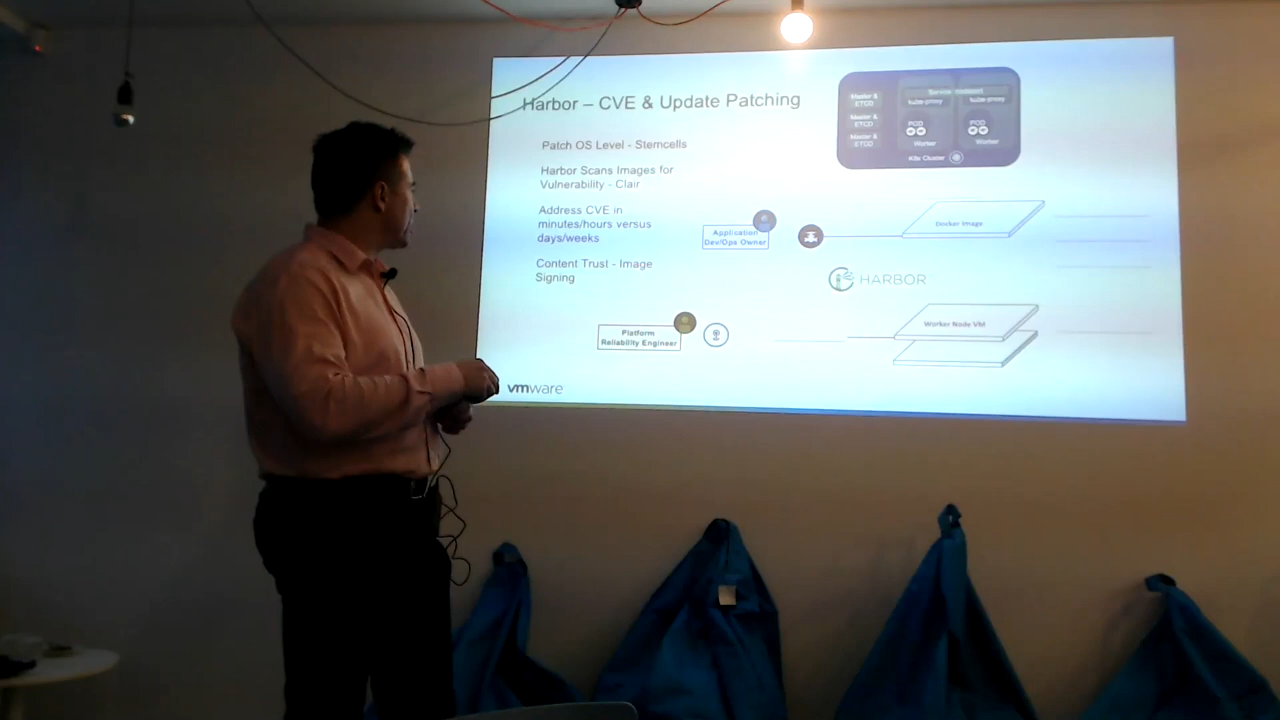 Harbor – CVE & Update Patching
Patch OS Level - Stemcells
Harbor Scans Images for
Vulnerability - Clair
Address CVE in
minutes/hours versus
days/weeks
Content Trust - Image
Signing
Master &
ETCD
Master &
ETCD
Master &
ETCD
kube-proxy
kube-proxy
POD
POD
Worker
Worker
K8s Cluster
Application
Dev/Ops Owner
Docker Image
HARBOR
Platform
Reliability Engineer
Worker Node VM
vmware